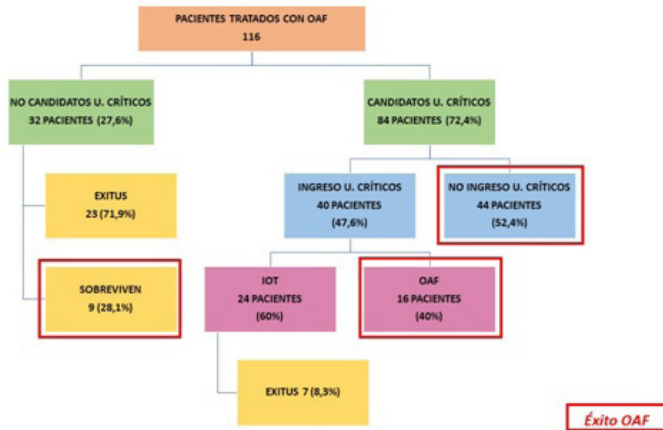 PACIENTES TRATADOS CON OAF
116
NO CANDIDATOS U. CRÍTICOS
32 PACIENTES (27,6%)
CANDIDATOS U. CRÍTICOS
84 PACIENTES (72,4%)
EXITUS
23 (71,9%)
INGRESO U. CRÍTICOS
40 PACIENTES
(47,6%)
NO INGRESO U. CRÍTICOS
44 PACIENTES
(52,4%)
SOBREVIVEN
9 (28,1%)
IOT
24 PACIENTES
(60%)
OAF
16 PACIENTES
(40%)
EXITUS 7 (8,3%)
Éxito OAF